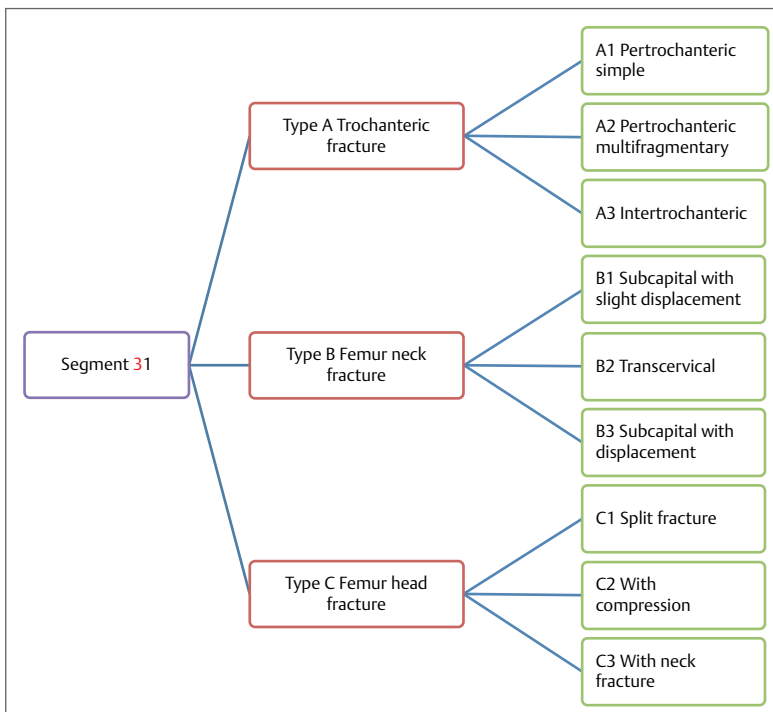 Segment 31
Type A Trochanteric
fracture
A1 Pertrochanteric
simple
A2 Pertrochanteric
multifragmentary
A3 Intertrochanteric
Type B Femur neck
fracture
B1 Subcapital with
slight displacement
B2 Transcervical
B3 Subcapital with
displacement
Type C Femur head
fracture
C1 Split fracture
C2 With
compression
C3 With neck
fracture